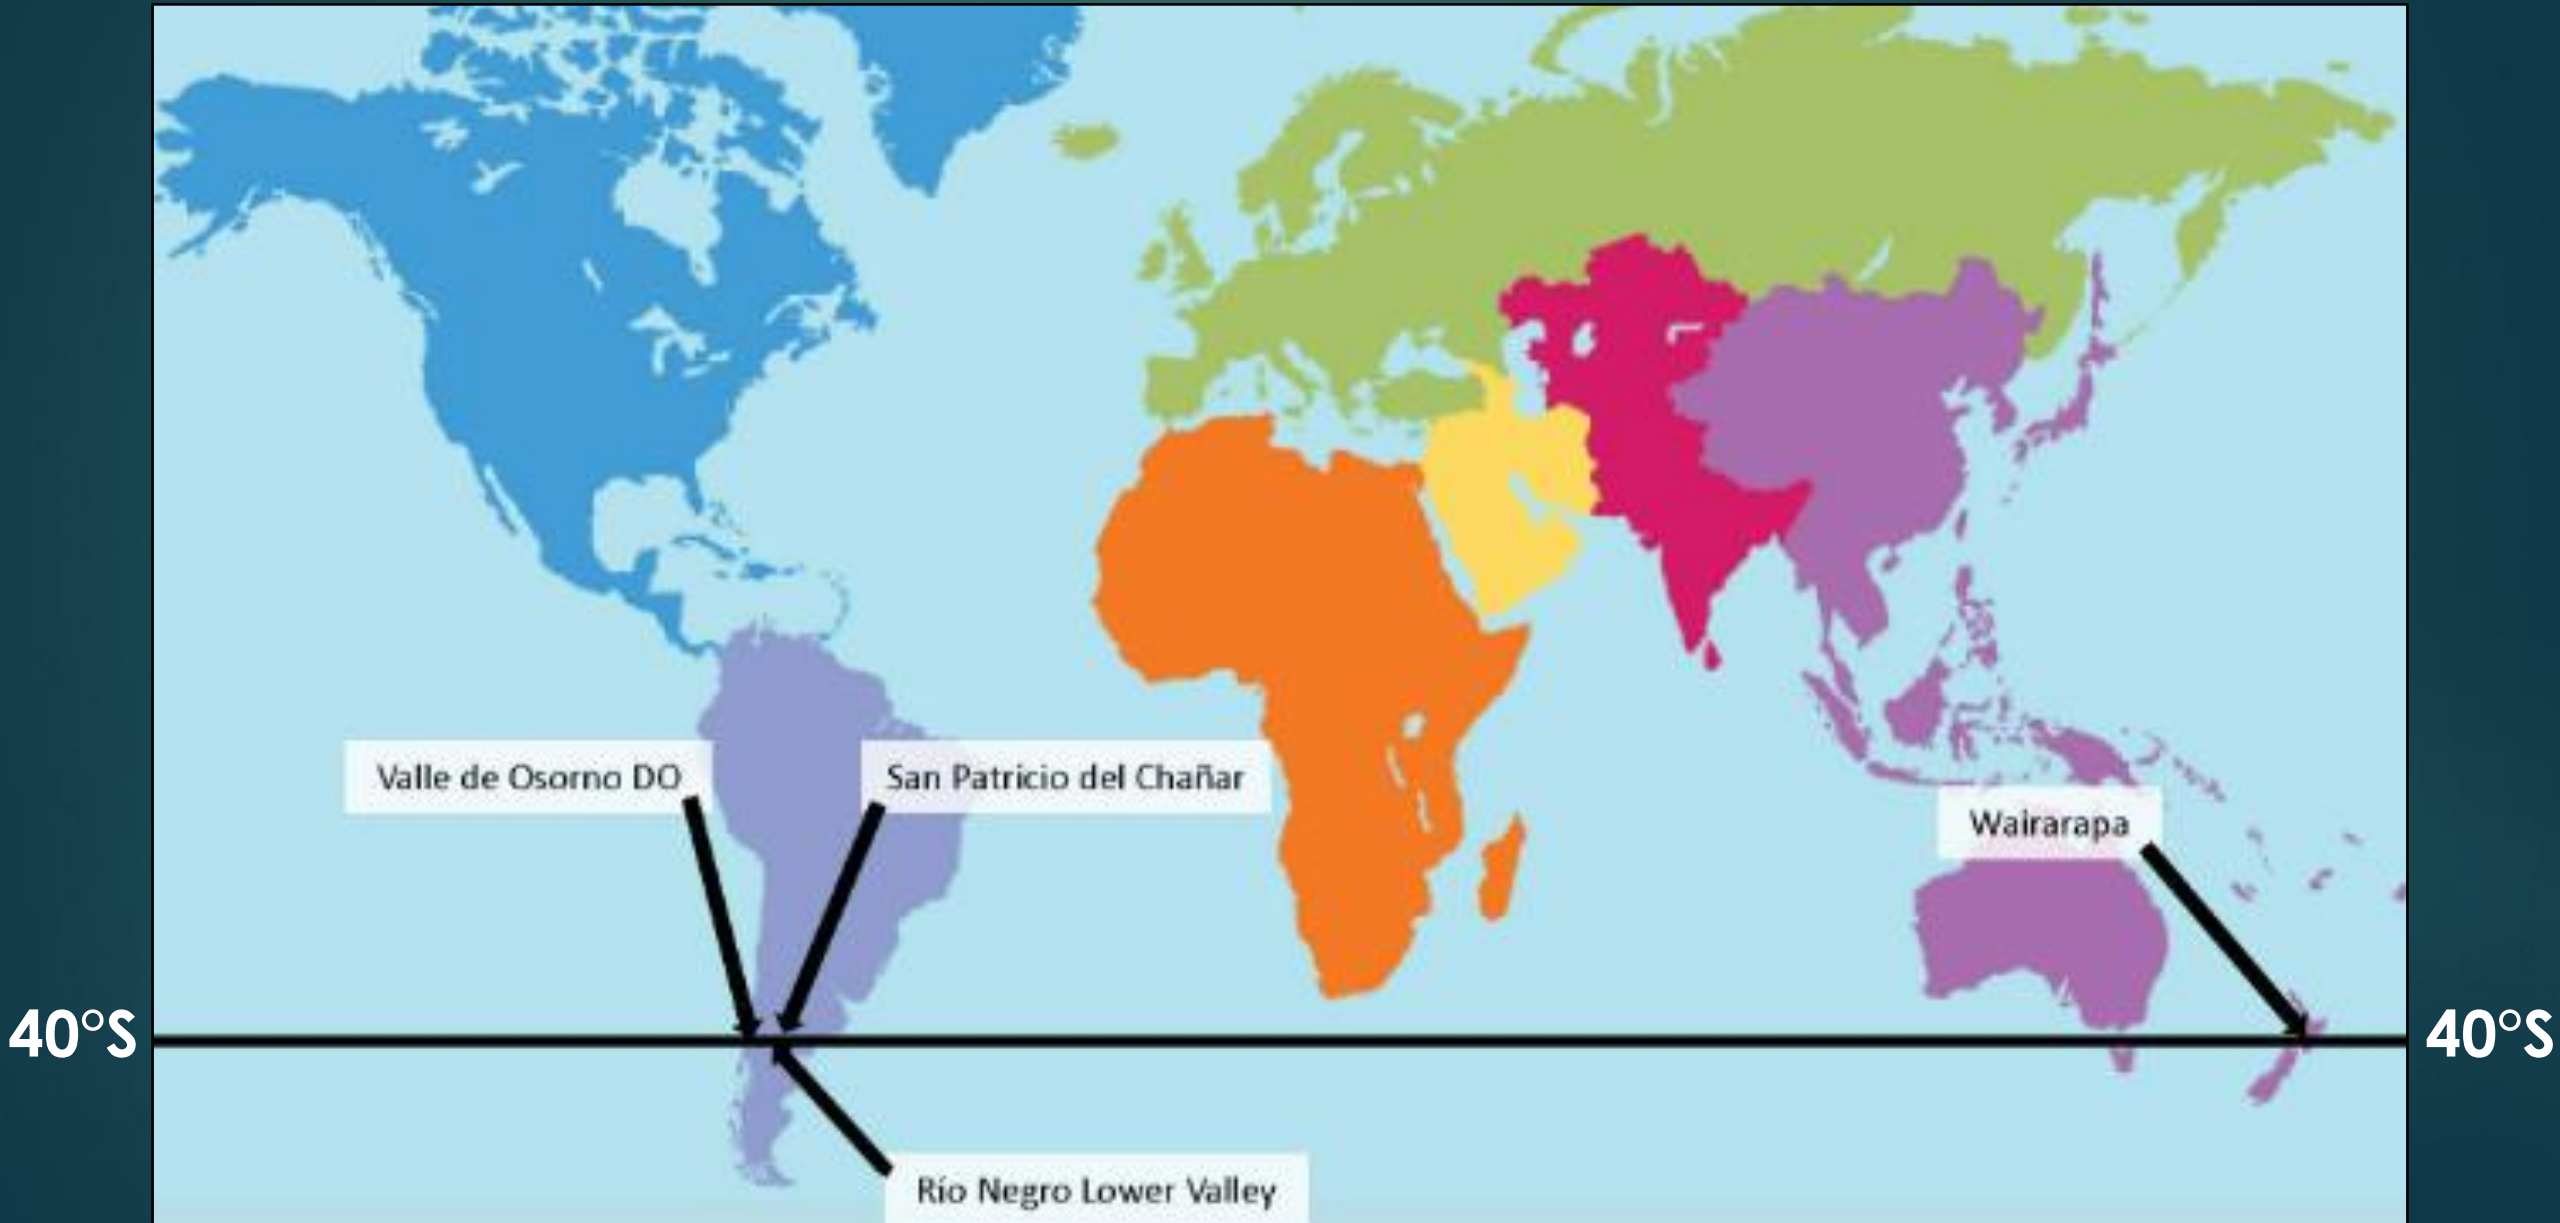 Valle de Osorno DO
San Patricio del Chañar
Wairarapa
40°S
40°S
Río Negro Lower Valley